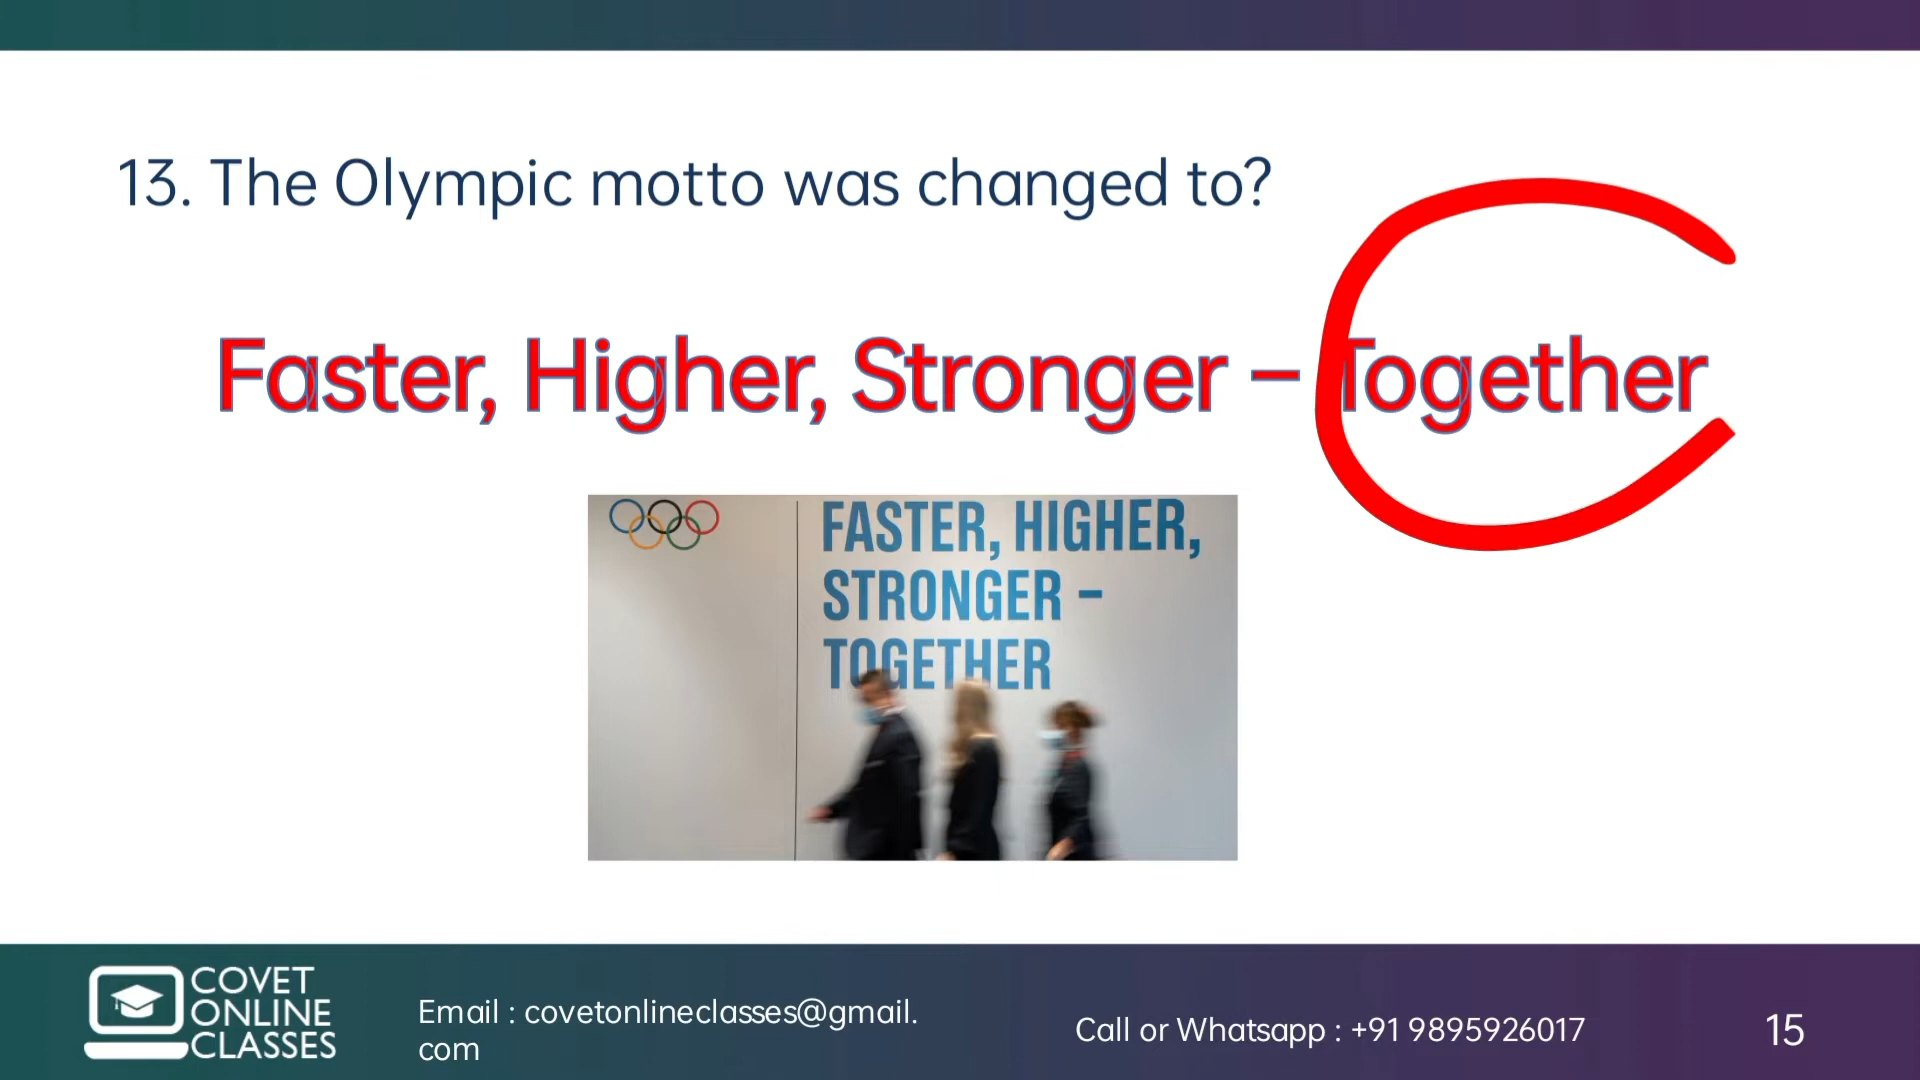 13. The Olympic motto was changed to?
Faster, Higher, Stronger – Together
FASTER, HIGHER,
STRONGER –
TOGETHER
COVET
ONLINE
CLASSES
Email : covetonlineclasses@gmail.
com
Call or Whatsapp : +91 9895926017
15